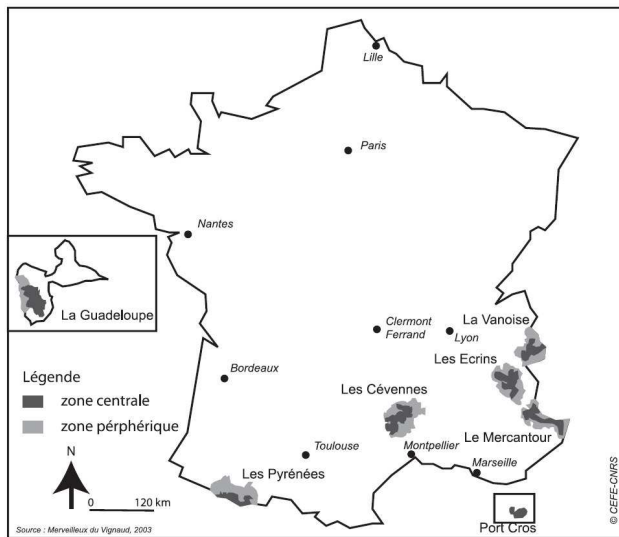 Lille
Paris
Nantes
La Guadeloupe
Clermont
Ferrand
Lyon
La Vanoise
Les Ecrins
Bordeaux
Légende
zone centrale
zone pérphérique
Les Cévennes
Le Mercantour
Toulouse
Montpellier
Marseille
Les Pyrénées
N
0 120 km
Port Cros
Source : Merveilleux du Vignaud, 2003
© CEFE-CNRS